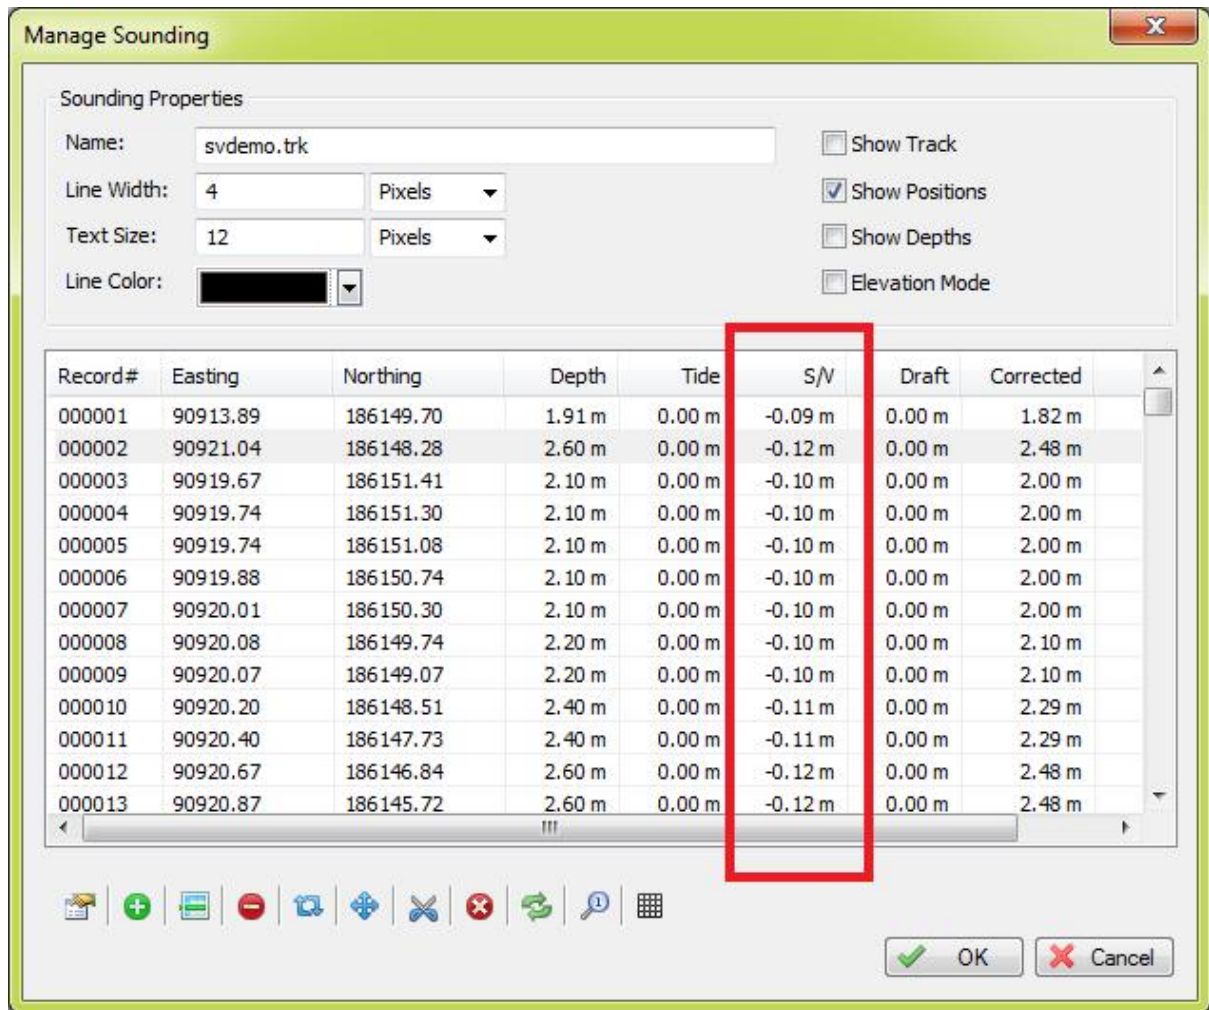 Manage Sounding
Sounding Properties
Name: svdemo.trk Show Track
Line Width: 4 Pixels Show Positions
Text Size: 12 Pixels Show Depths
Line Color: Elevation Mode
Record# Easting Northing Depth Tide S/V Draft Corrected
000001 90913.89 186149.70 1.91 m 0.00 m -0.09 m 0.00 m 1.82 m
000002 90921.04 186148.28 2.60 m 0.00 m -0.12 m 0.00 m 2.48 m
000003 90919.67 186151.41 2.10 m 0.00 m -0.10 m 0.00 m 2.00 m
000004 90919.74 186151.30 2.10 m 0.00 m -0.10 m 0.00 m 2.00 m
000005 90919.74 186151.08 2.10 m 0.00 m -0.10 m 0.00 m 2.00 m
000006 90919.88 186150.74 2.10 m 0.00 m -0.10 m 0.00 m 2.00 m
000007 90920.01 186150.30 2.10 m 0.00 m -0.10 m 0.00 m 2.00 m
000008 90920.08 186149.74 2.20 m 0.00 m -0.10 m 0.00 m 2.10 m
000009 90920.07 186149.07 2.20 m 0.00 m -0.10 m 0.00 m 2.10 m
000010 90920.20 186148.51 2.40 m 0.00 m -0.11 m 0.00 m 2.29 m
000011 90920.40 186147.73 2.40 m 0.00 m -0.11 m 0.00 m 2.29 m
000012 90920.67 186146.84 2.60 m 0.00 m -0.12 m 0.00 m 2.48 m
000013 90920.87 186145.72 2.60 m 0.00 m -0.12 m 0.00 m 2.48 m
1
OK Cancel